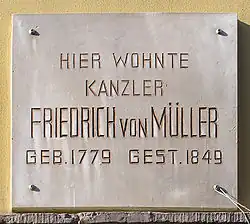 HIER WOHNTE
KANZLER
FRIEDRICH VON MÜLLER
GEB. 1779 GEST. 1849